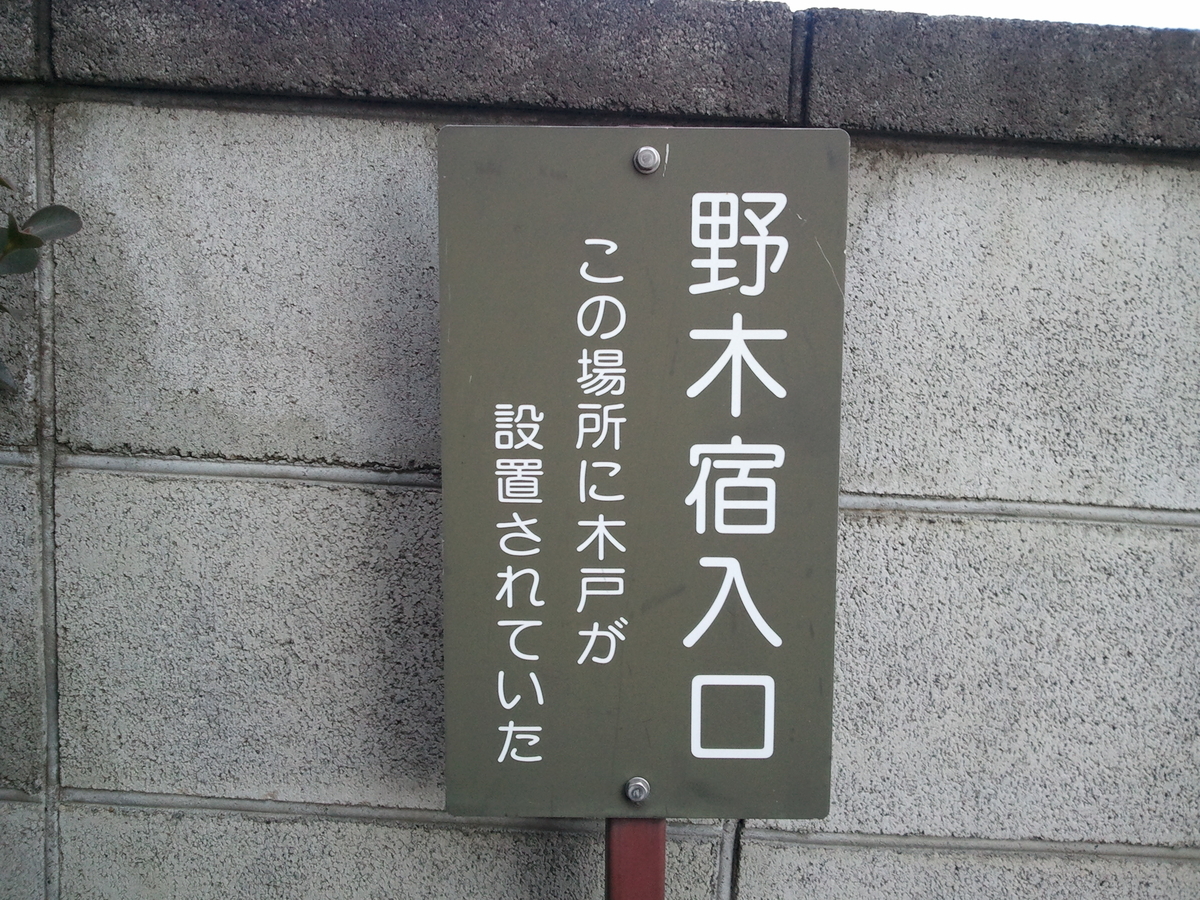 野木宿入口
この場所に木戸が
設置されていた